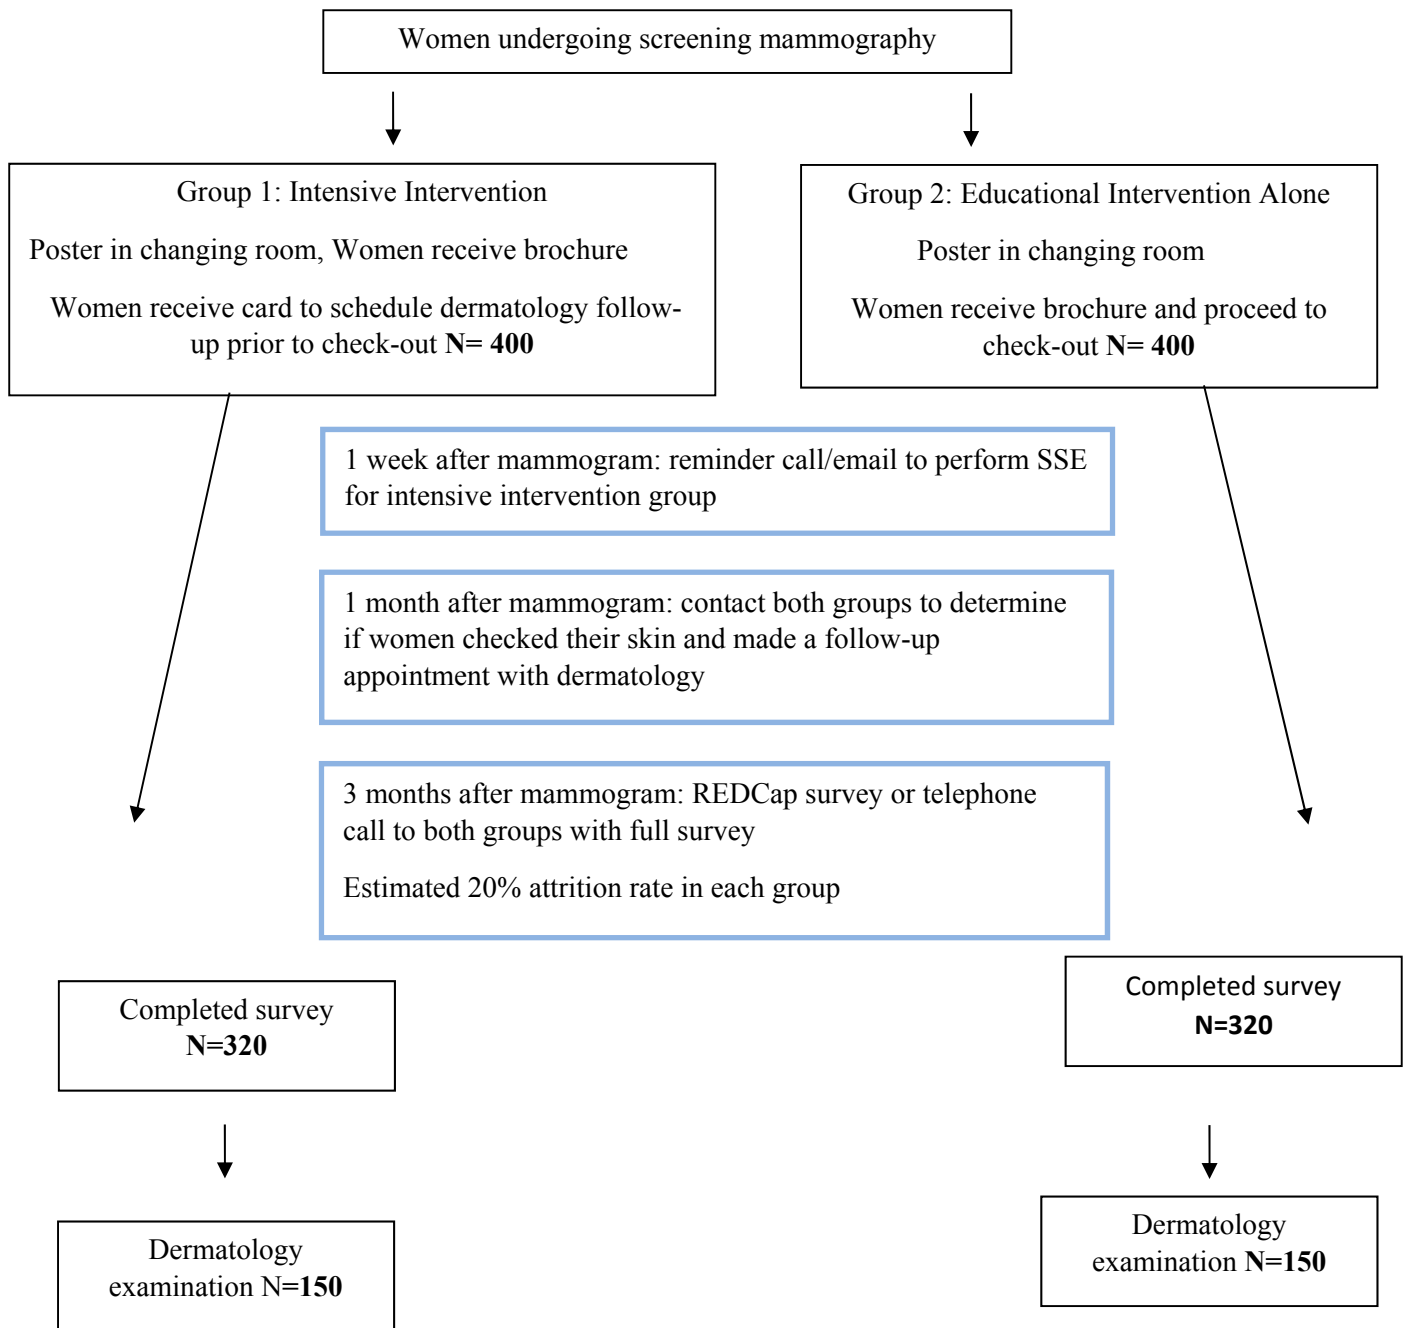 Women undergoing screening mammography
Group 1: Intensive Intervention
Poster in changing room, Women receive brochure
Women receive card to schedule dermatology follow-
up prior to check-out N= 400
Group 2: Educational Intervention Alone
Poster in changing room
Women receive brochure and proceed to
check-out N= 400
1 week after mammogram: reminder call/email to perform SSE
for intensive intervention group
1 month after mammogram: contact both groups to determine
if women checked their skin and made a follow-up
appointment with dermatology
3 months after mammogram: REDCap survey or telephone
call to both groups with full survey
Estimated 20% attrition rate in each group
Completed survey
N=320
Completed survey
N=320
Dermatology
examination N=150
Dermatology
examination N=150